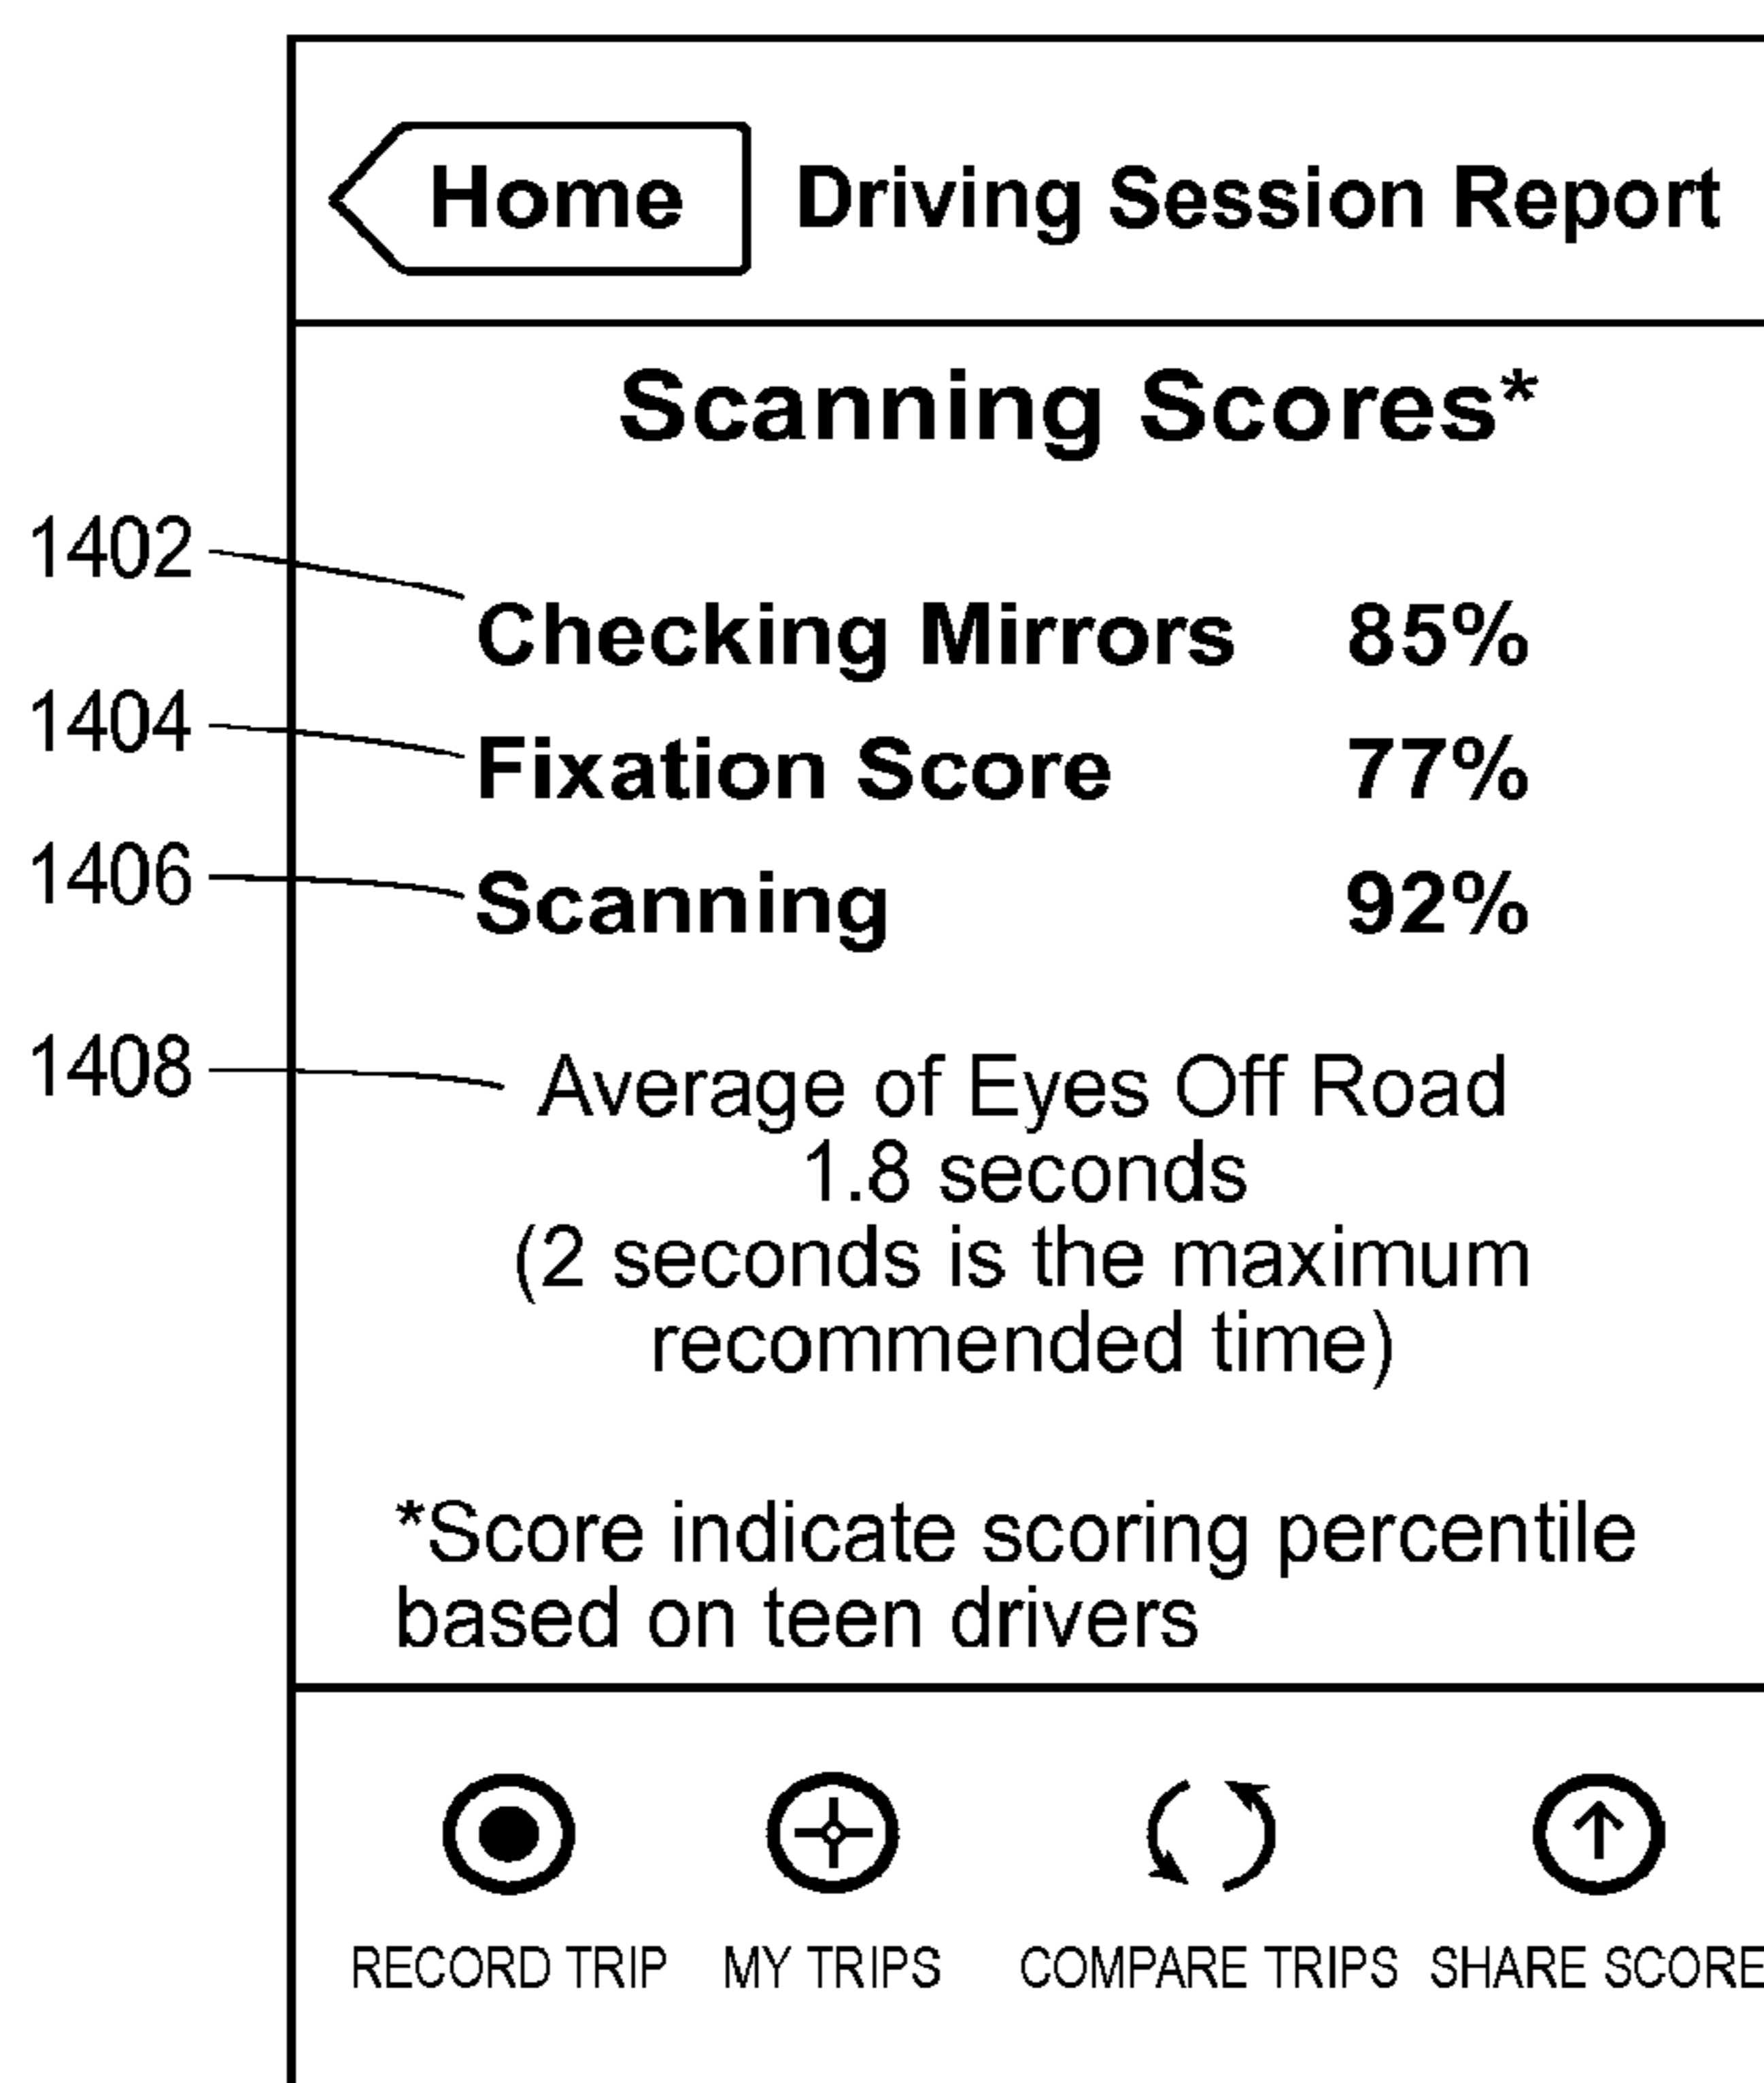 Home Driving Session Report
Scanning Scores*
1402
Checking Mirrors 85%
1404
Fixation Score 77%
1406
Scanning 92%
1408
Average of Eyes Off Road
1.8 seconds
(2 seconds is the maximum
recommended time)
*Score indicate scoring percentile
based on teen drivers
RECORD TRIP MY TRIPS COMPARE TRIPS SHARE SCORE